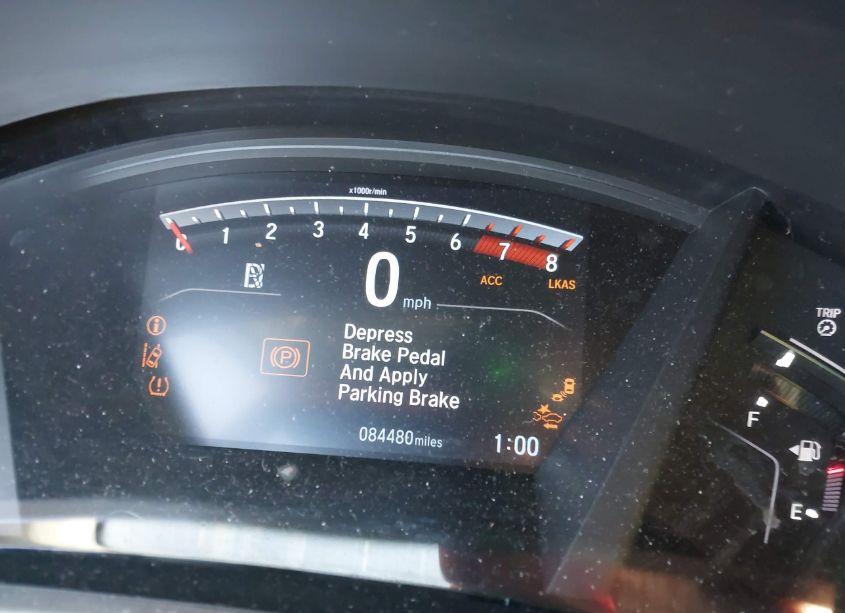 x1000r/min
0 1 2 3 4 5 6 7 8
N
0 mph
ACC
LKAS
TRIP
Depress
Brake Pedal
And Apply
Parking Brake
P
084480 miles
1:00
F
E